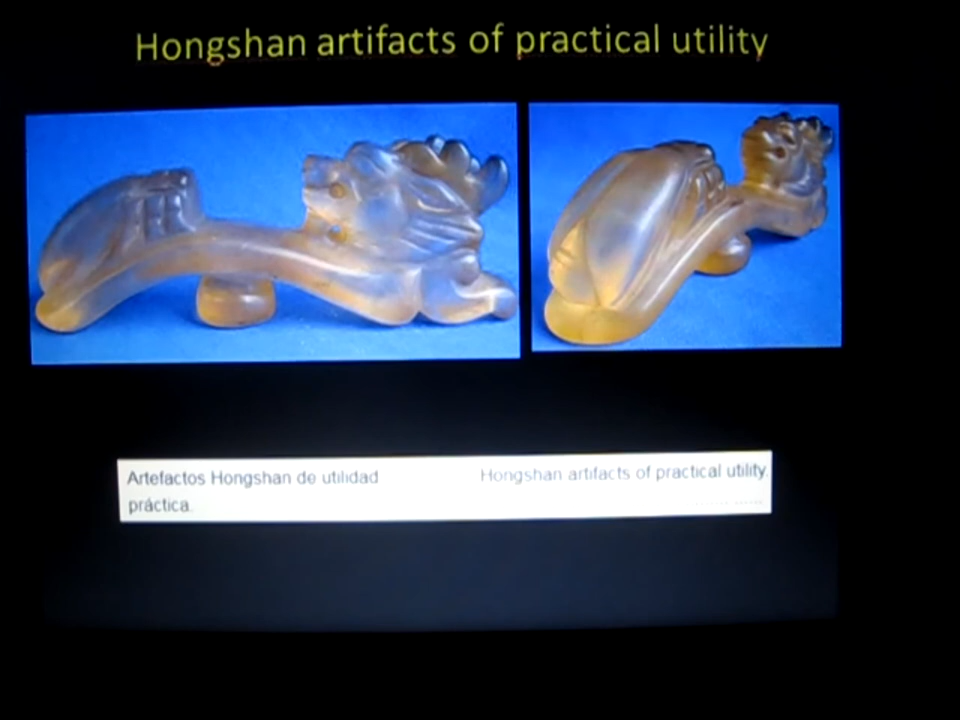 Hongshan artifacts of practical utility
Artefactos Hongshan de utilidad
práctica.
Hongshan artifacts of practical utility.